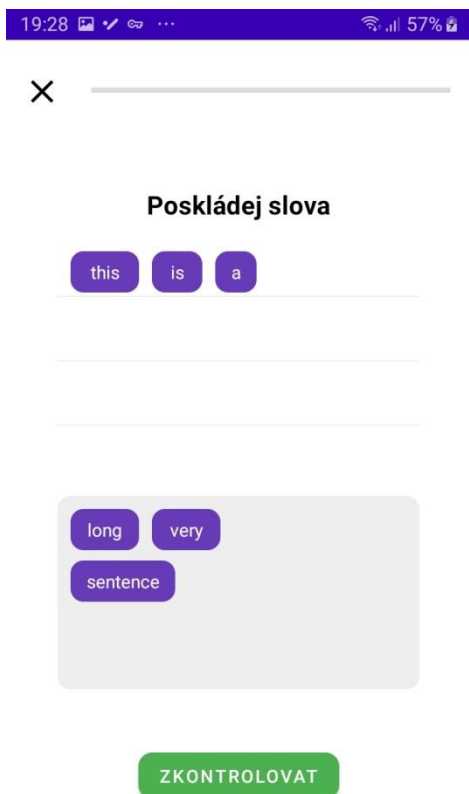 19:28 ... 57%
Poskládej slova
this is a
long very
sentence
ZKONTROLOVAT